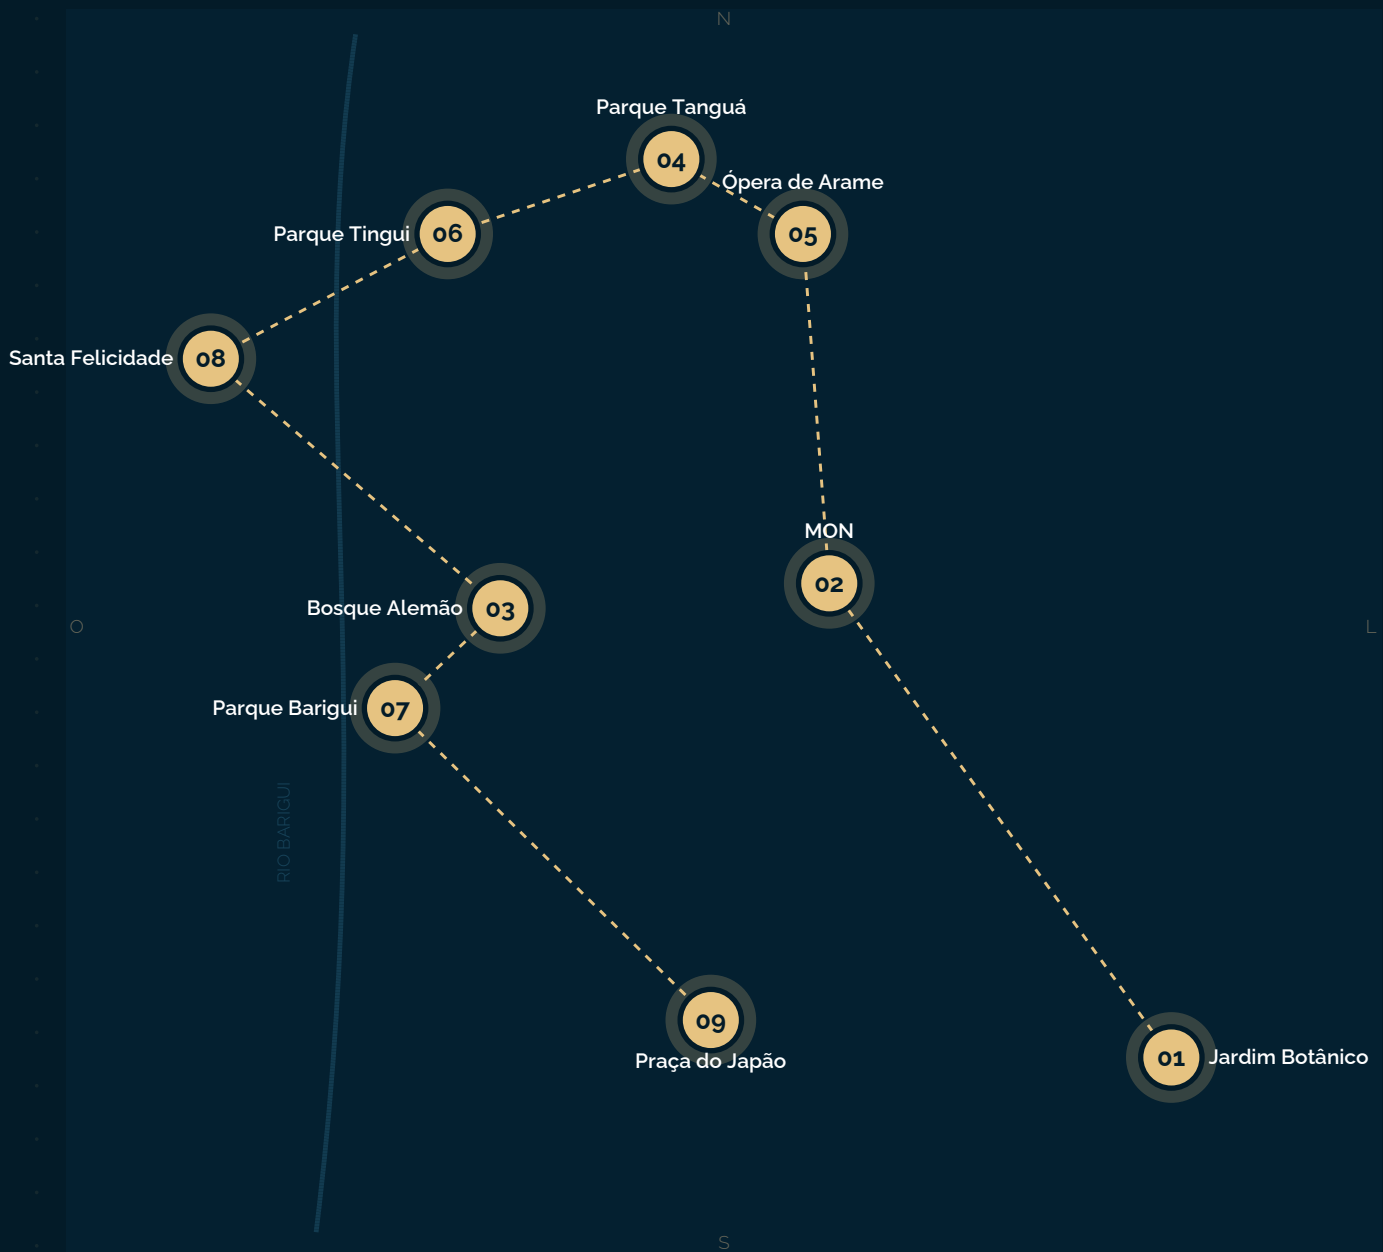 N
Parque Tanguá
04
Ópera de Arame
05
Parque Tingui
06
Santa Felicidade
08
MON
02
Bosque Alemão
03
O
L
Parque Barigui
07
RIO BARIGUI
09
Praça do Japão
01
Jardim Botânico
S